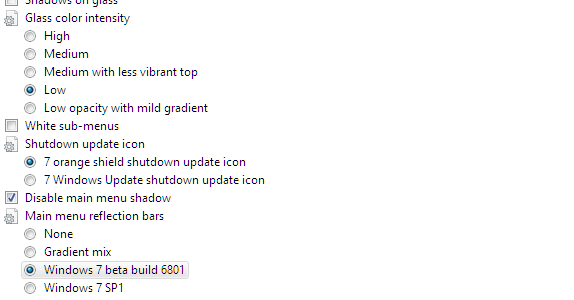 Shadows on glass
Glass color intensity
High
Medium
Medium with less vibrant top
Low
Low opacity with mild gradient
White sub-menus
Shutdown update icon
7 orange shield shutdown update icon
7 Windows Update shutdown update icon
Disable main menu shadow
Main menu reflection bars
None
Gradient mix
Windows 7 beta build 6801
Windows 7 SP1